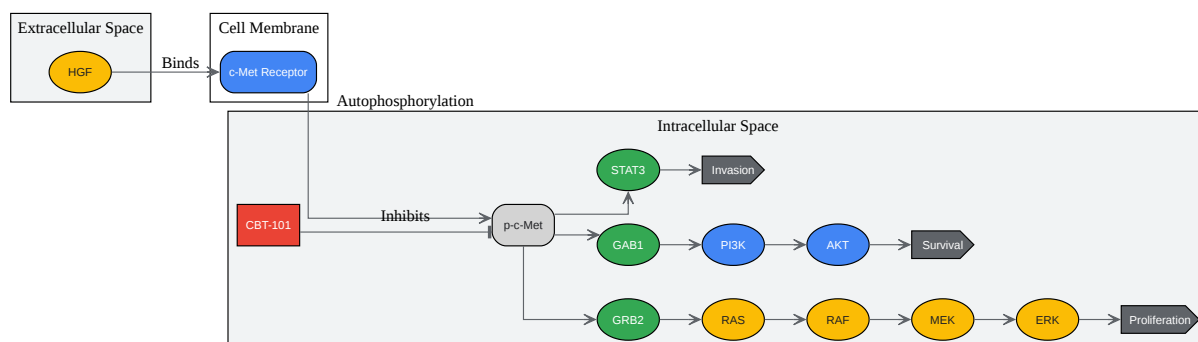 Extracellular Space
Cell Membrane
HGF
Binds
c-Met Receptor
Autophosphorylation
Intracellular Space
STAT3
Invasion
CBT-101
Inhibits
p-c-Met
GAB1
PI3K
AKT
Survival
GRB2
RAS
RAF
MEK
ERK
Proliferation